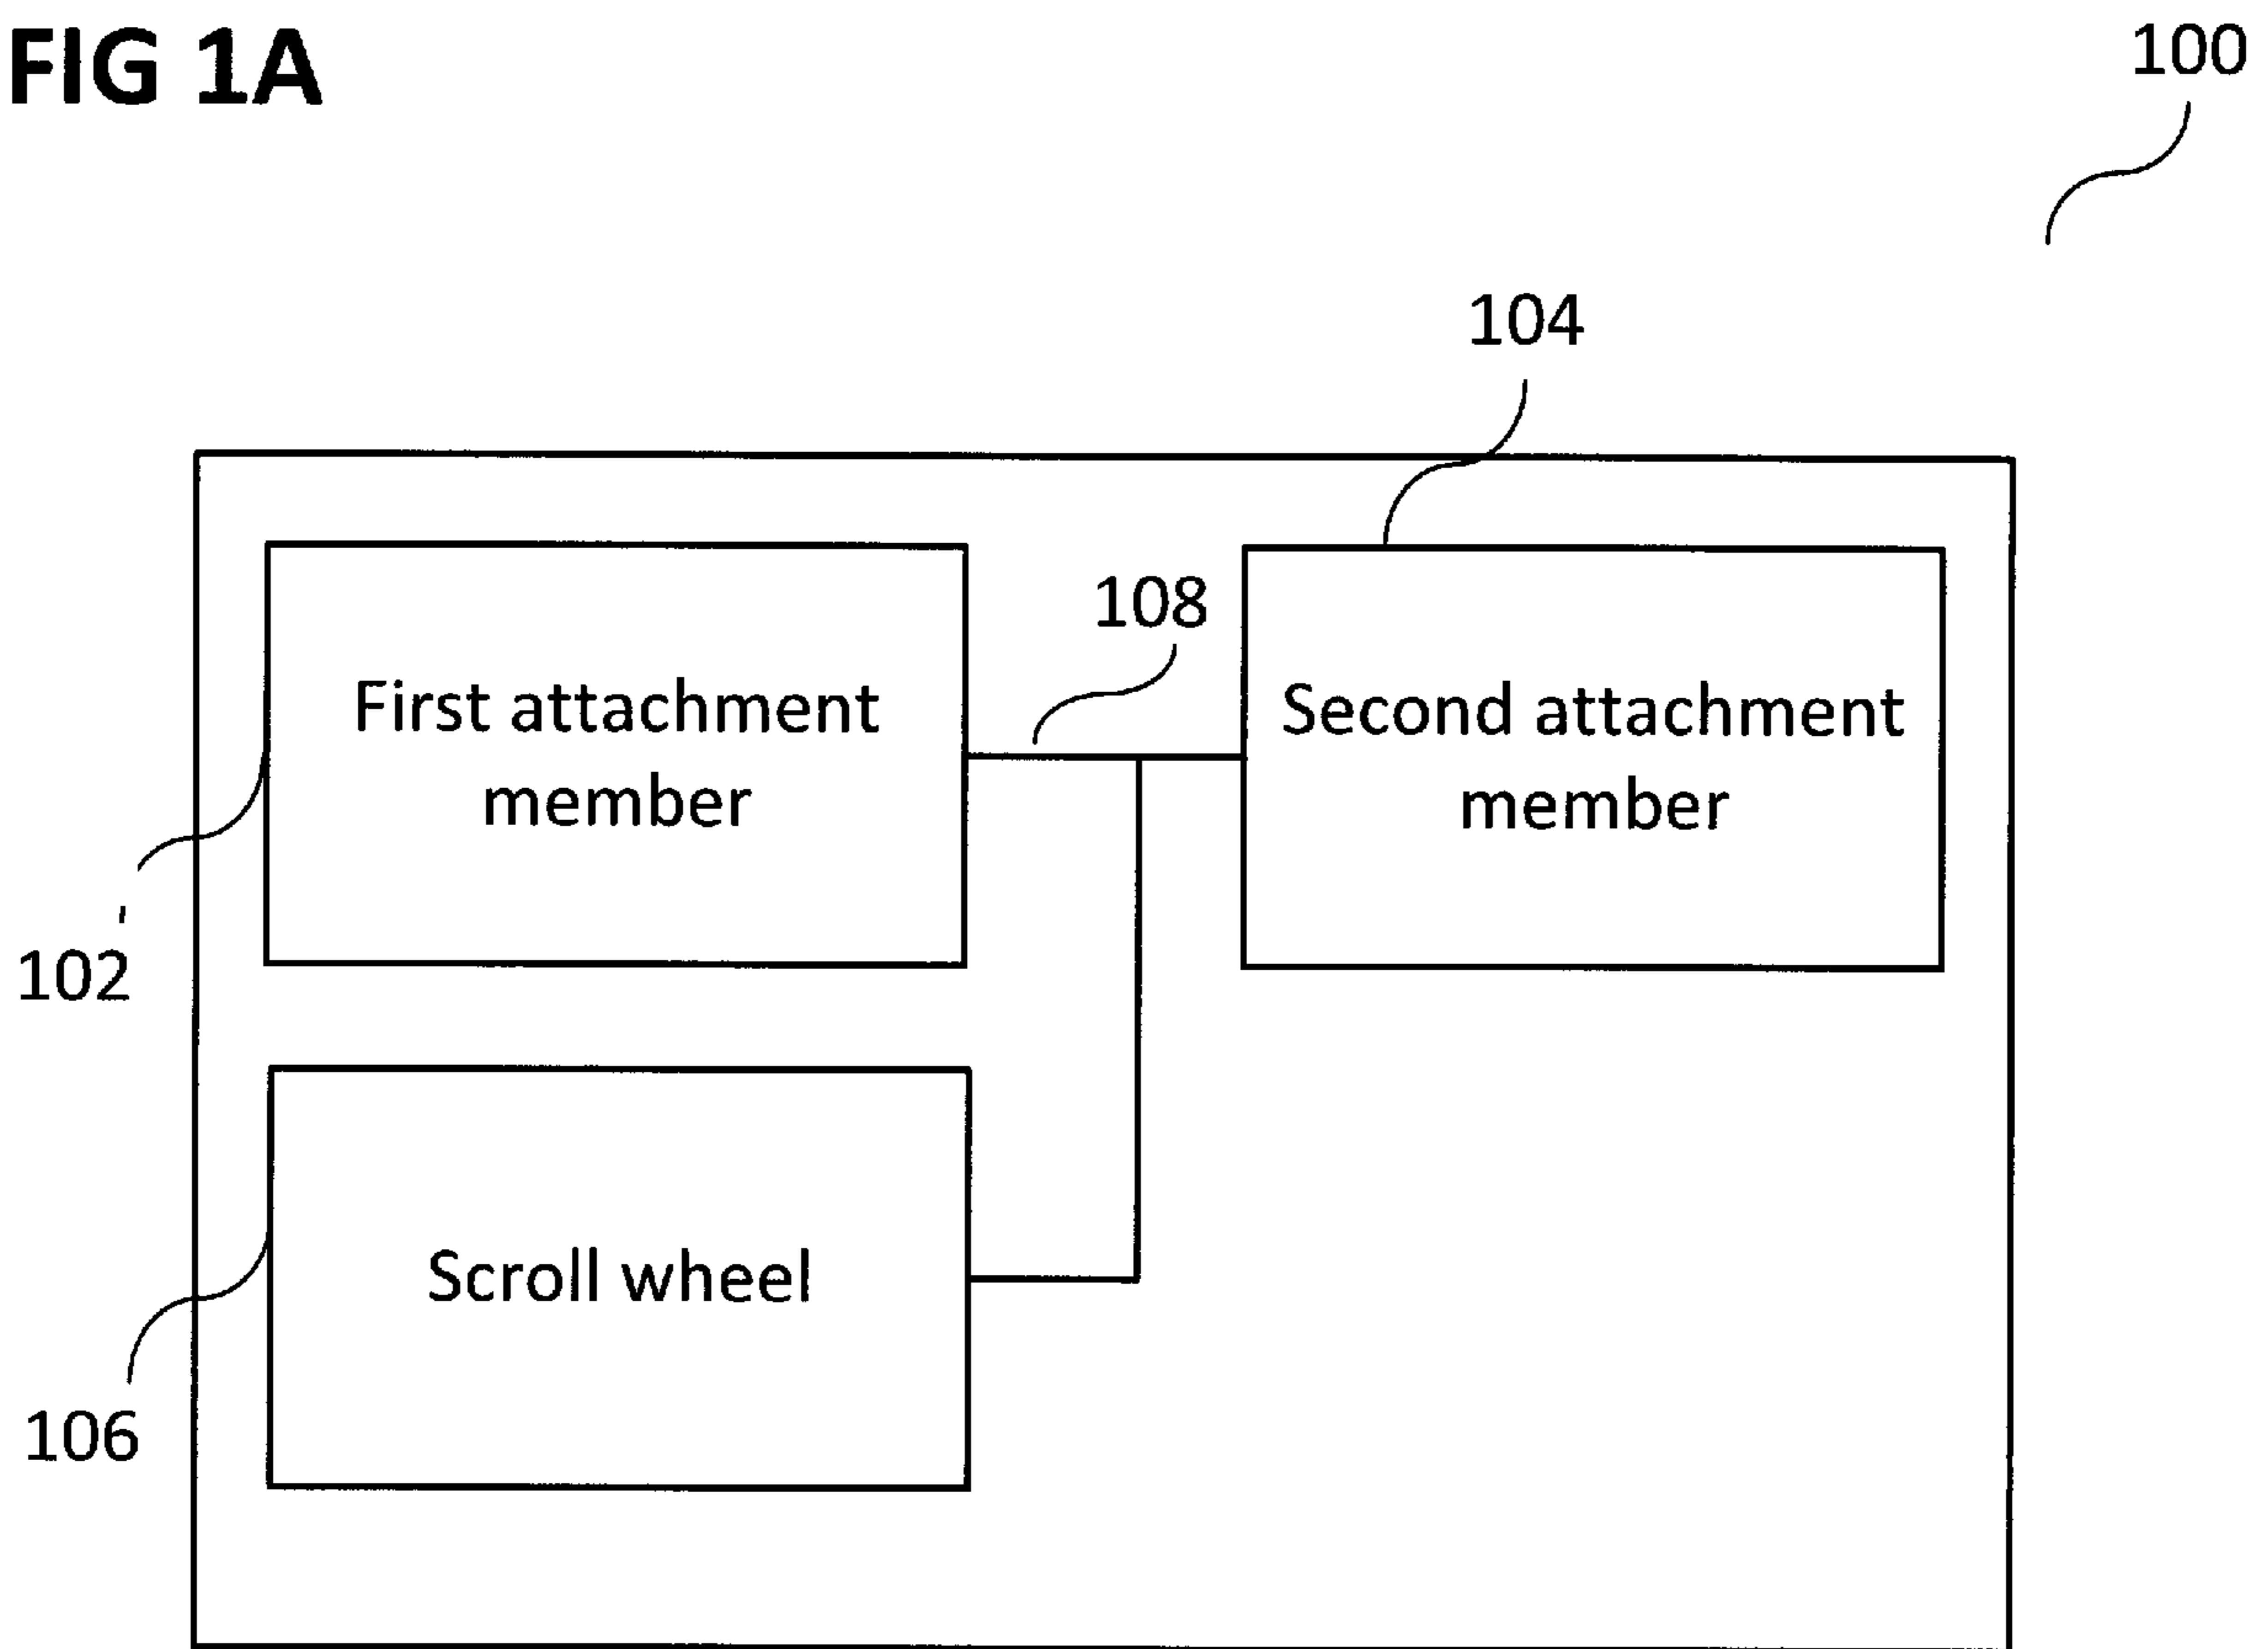 FIG 1A
100
104
108
First attachment
member
Second attachment
member
102
Scroll wheel
106